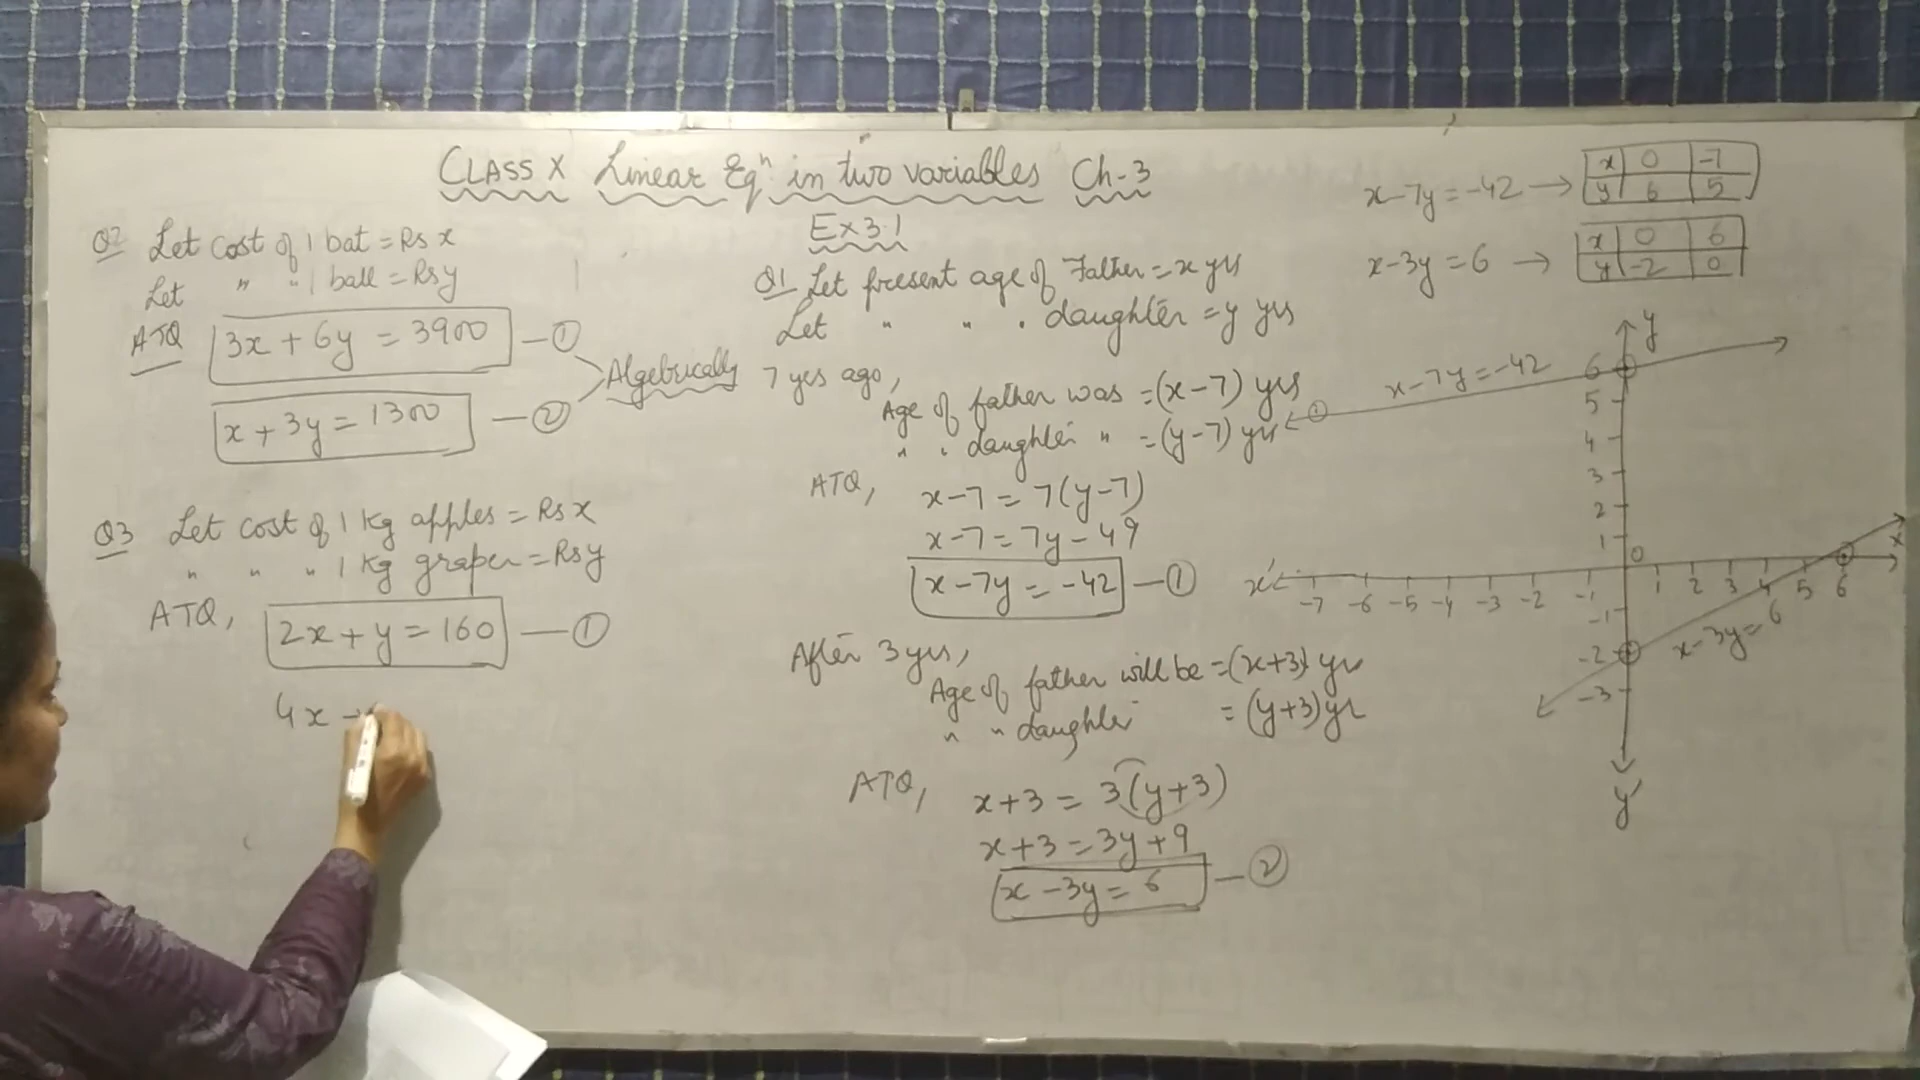 CLASS X Linear Eqⁿ in two variables Ch-3
Ex 3.1
Q2 Let cost of 1 bat = Rs x
Let " " 1 ball = Rs y
ATQ 3x + 6y = 3900 — ①
x + 3y = 1300 — ②
Algebrically
Q3 Let cost of 1 kg apples = Rs x
" " " 1 kg grapes = Rs y
ATQ, 2x + y = 160 — ①
4x
Q1 Let present age of Father = x yrs
Let " " " daughter = y yrs
7 yes ago,
Age of father was = (x-7) yrs
" " daughter " = (y-7) yrs
ATQ, x-7 = 7(y-7)
x-7 = 7y-49
x-7y = -42 — ①
After 3 yrs,
Age of father will be = (x+3) yrs
" " daughter = (y+3) yr
ATQ, x+3 = 3(y+3)
x+3 = 3y+9
x-3y = 6 — ②
x-7y = -42 →
x 0 -7
y 6 5
x-3y = 6 →
x 0 6
y -2 0
y
x-7y = -42
6
5
4
3
2
1
0
x' -7 -6 -5 -4 -3 -2 -1 1 2 3 4 5 6 x
-1
-2
-3
x-3y = 6
y'